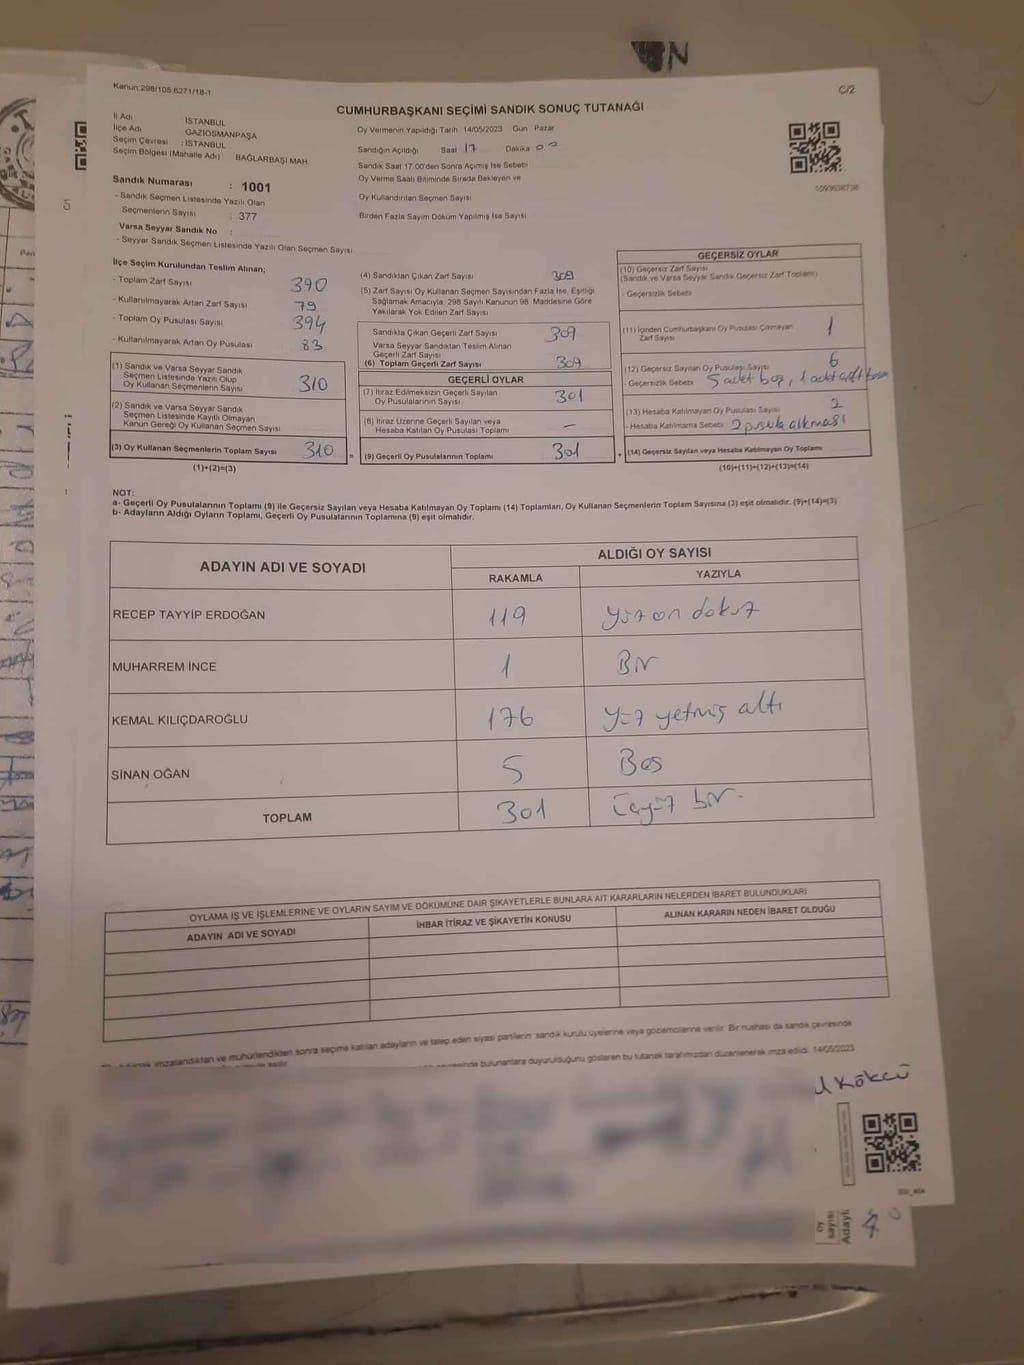 Kanun;298/105;6271/18-1
C/2
CUMHURBAŞKANI SEÇİMİ SANDIK SONUÇ TUTANAĞI
İl Adı İSTANBUL
İlçe Adı GAZİOSMANPAŞA
Seçim Çevresi : İSTANBUL
Seçim Bölgesi (Mahalle Adı) BAĞLARBAŞI MAH.
Sandık Numarası : 1001
- Sandık Seçmen Listesinde Yazılı Olan
Seçmenlerin Sayısı : 377
Varsa Seyyar Sandık No :
- Seyyar Sandık Seçmen Listesinde Yazılı Olan Seçmen Sayısı
Oy Vermenin Yapıldığı Tarih 14/05/2023 Gün Pazar
Sandığın Açıldığı Saat 17 Dakika 00
Sandık Saat 17.00'den Sonra Açılmış İse Sebebi
Oy Verme Saati Bitiminde Sırada Bekleyen ve
Oy Kullandırılan Seçmen Sayısı
Birden Fazla Sayım Döküm Yapılmış İse Sayısı
İlçe Seçim Kurulundan Teslim Alınan;
- Toplam Zarf Sayısı 390
- Kullanılmayarak Artan Zarf Sayısı 79
- Toplam Oy Pusulası Sayısı 394
- Kullanılmayarak Artan Oy Pusulası 83
(1) Sandık ve Varsa Seyyar Sandık
Seçmen Listesinde Yazılı Olup
Oy Kullanan Seçmenlerin Sayısı 310
(2) Sandık ve Varsa Seyyar Sandık
Seçmen Listesinde Kayıtlı Olmayan
Kanun Gereği Oy Kullanan Seçmen Sayısı
(3) Oy Kullanan Seçmenlerin Toplam Sayısı 310
(1)+(2)=(3)
(4) Sandıktan Çıkan Zarf Sayısı 309
(5) Zarf Sayısı Oy Kullanan Seçmen Sayısından Fazla İse, Eşitliği
Sağlamak Amacıyla, 298 Sayılı Kanunun 98. Maddesine Göre
Yakılarak Yok Edilen Zarf Sayısı
Sandıkta Çıkan Geçerli Zarf Sayısı 309
Varsa Seyyar Sandıktan Teslim Alınan
Geçerli Zarf Sayısı
(6) Toplam Geçerli Zarf Sayısı 309
GEÇERLİ OYLAR
(7) İtiraz Edilmeksizin Geçerli Sayılan
Oy Pusulalarının Sayısı 301
(8) İtiraz Üzerine Geçerli Sayılan veya
Hesaba Katılan Oy Pusulası Toplamı -
= (9) Geçerli Oy Pusulalarının Toplamı 301 +
GEÇERSİZ OYLAR
(10) Geçersiz Zarf Sayısı
(Sandık ve Varsa Seyyar Sandık Geçersiz Zarf Toplamı)
- Geçersizlik Sebebi
(11) İçinden Cumhurbaşkanı Oy Pusulası Çıkmayan
Zarf Sayısı 1
(12) Geçersiz Sayılan Oy Pusulası Sayısı 6
- Geçersizlik Sebebi 5 adet boş, 1 adet çift
(13) Hesaba Katılmayan Oy Pusulası Sayısı 2
- Hesaba Katılmama Sebebi 2 pusula çıkması
(14) Geçersiz Sayılan veya Hesaba Katılmayan Oy Toplamı
(10)+(11)+(12)+(13)=(14)
NOT:
a- Geçerli Oy Pusulalarının Toplamı (9) ile Geçersiz Sayılan veya Hesaba Katılmayan Oy Toplamı (14) Toplamları, Oy Kullanan Seçmenlerin Toplam Sayısına (3) eşit olmalıdır. (9)+(14)=(3)
b- Adayların Aldığı Oyların Toplamı, Geçerli Oy Pusulalarının Toplamına (9) eşit olmalıdır.
ADAYIN ADI VE SOYADI
ALDIĞI OY SAYISI
RAKAMLA YAZIYLA
RECEP TAYYİP ERDOĞAN 119 yüz on dokuz
MUHARREM İNCE 1 Bir
KEMAL KILIÇDAROĞLU 176 yüz yetmiş altı
SİNAN OĞAN 5 Beş
TOPLAM 301 üçyüz bir
OYLAMA İŞ VE İŞLEMLERİNE VE OYLARIN SAYIM VE DÖKÜMÜNE DAİR ŞİKAYETLERLE BUNLARA AİT KARARLARIN NELERDEN İBARET BULUNDUKLARI
ADAYIN ADI VE SOYADI İHBAR İTİRAZ VE ŞİKAYETİN KONUSU ALINAN KARARIN NEDEN İBARET OLDUĞU
imzalandıktan ve mühürlendikten sonra seçime katılan adayların ve talep eden siyasi partilerin sandık kurulu üyelerine veya gözlemcilerine verilir. Bir nüshası da sandık çevresinde
bulunanlara duyurulduğunu gösteren bu tutanak tarafımızdan düzenlenerek imza edildi. 14/05/2023
Kökcü
oy
sayısı
Adaylı